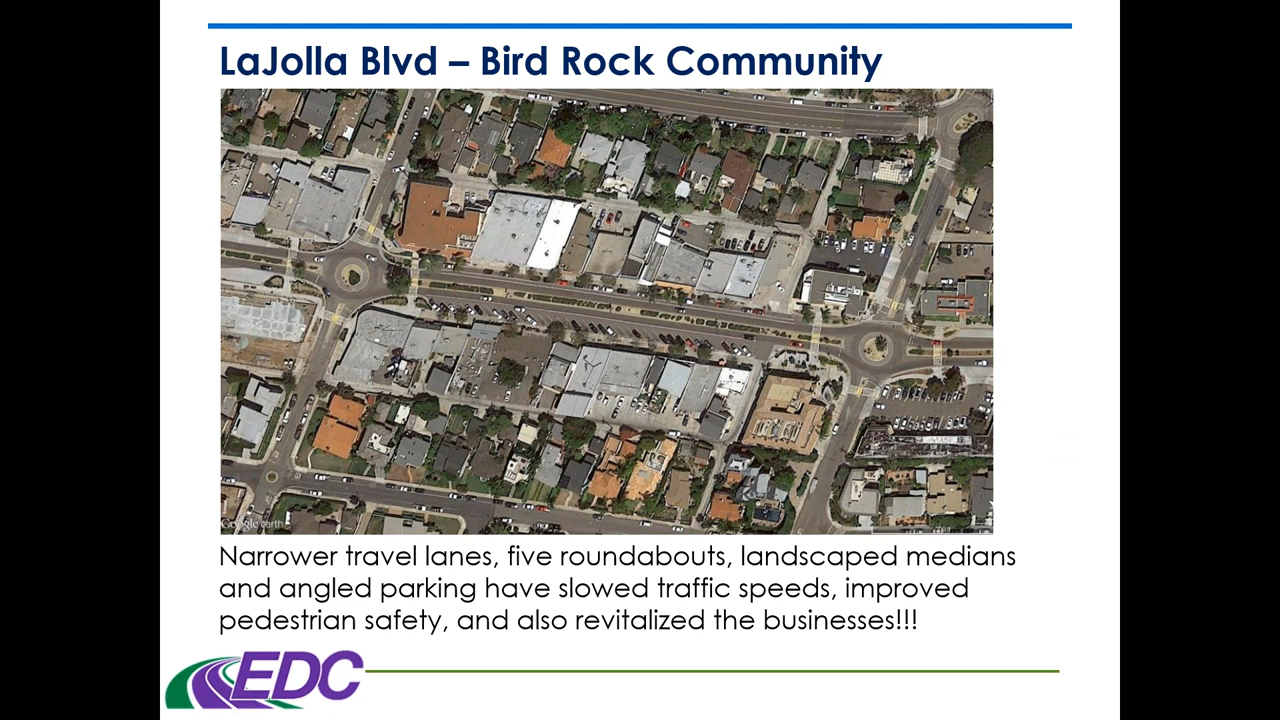 LaJolla Blvd – Bird Rock Community
Google earth
Narrower travel lanes, five roundabouts, landscaped medians
and angled parking have slowed traffic speeds, improved
pedestrian safety, and also revitalized the businesses!!!
EDC